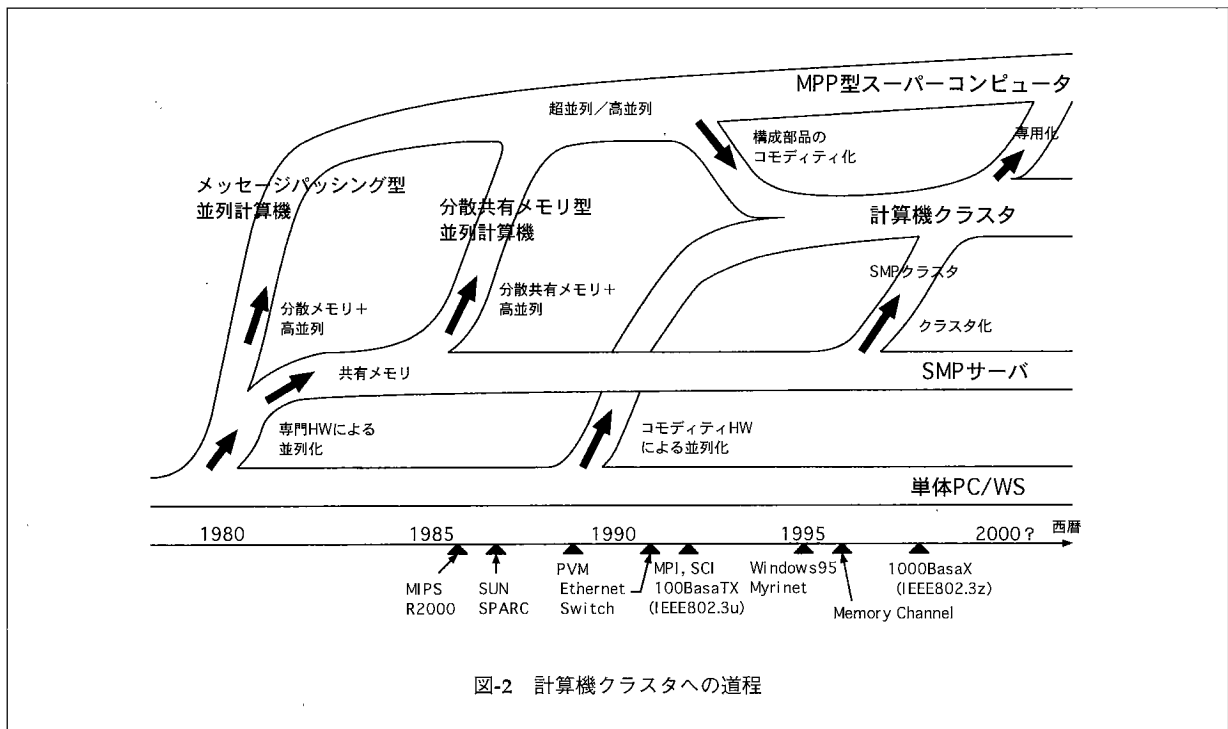 MPP型スーパーコンピュータ
超並列／高並列
構成部品の
コモディティ化
専用化
メッセージパッシング型
並列計算機
分散共有メモリ型
並列計算機
計算機クラスタ
SMPクラスタ
分散メモリ＋
高並列
分散共有メモリ＋
高並列
クラスタ化
共有メモリ
SMPサーバ
専門HWによる
並列化
コモディティHW
による並列化
単体PC/WS
1980
1985
1990
1995
2000？
西暦
MIPS
R2000
SUN
SPARC
PVM
Ethernet
Switch
MPI, SCI
100BasaTX
(IEEE802.3u)
Windows95
Myrinet
Memory Channel
1000BasaX
(IEEE802.3z)
図-2　計算機クラスタへの道程